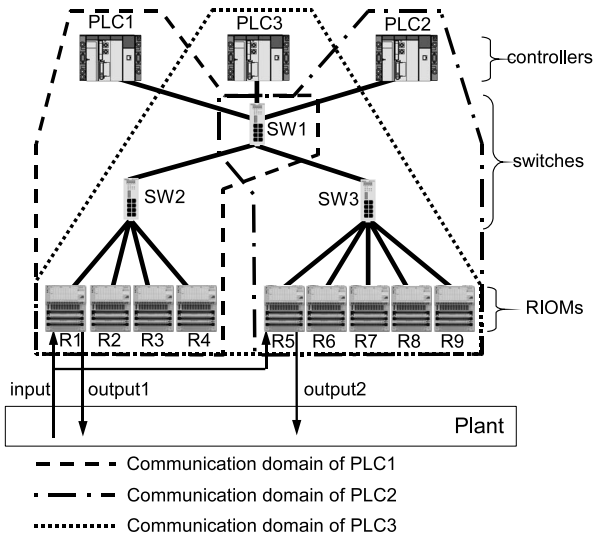 PLC1
PLC3
PLC2
controllers
SW1
switches
SW2
SW3
RIOMs
R1
R2
R3
R4
R5
R6
R7
R8
R9
input
output1
output2
Plant
Communication domain of PLC1
Communication domain of PLC2
Communication domain of PLC3